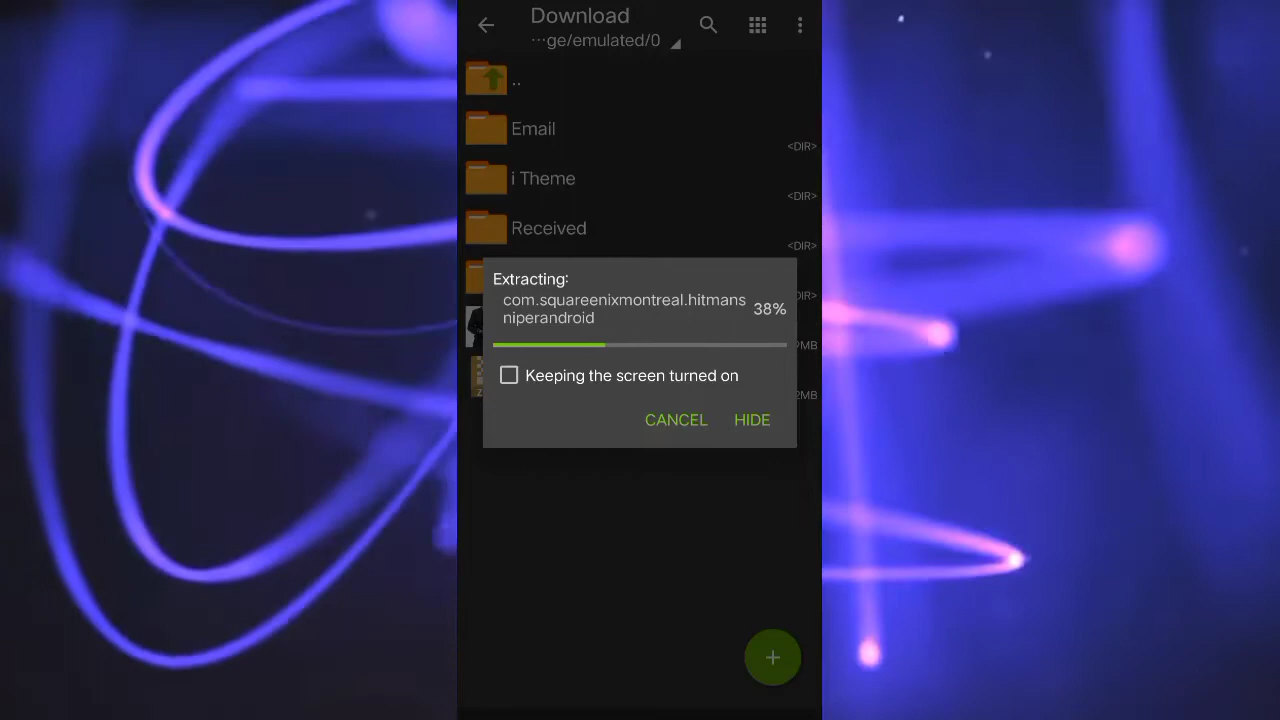 Download
···ge/emulated/0
..
Email
<DIR>
i Theme
<DIR>
Received
<DIR>
Extracting:
com.squareenixmontreal.hitmans
niperandroid
38%
Keeping the screen turned on
CANCEL HIDE